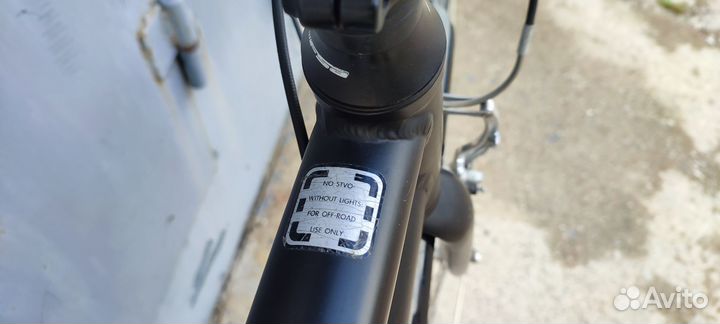 NO STVO-
WITHOUT LIGHTS.
FOR OFF-ROAD
USE ONLY
Avito